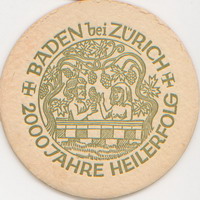 BADEN bei ZÜRICH
2000 JAHRE HEILERFOLG